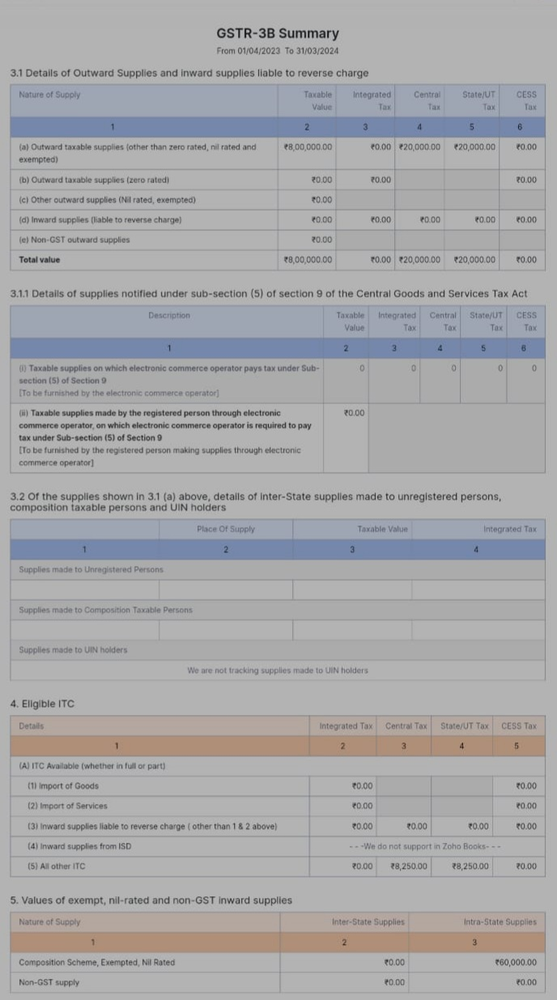 GSTR-3B Summary
From 01/04/2023 To 31/03/2024
3.1 Details of Outward Supplies and inward supplies liable to reverse charge
Nature of Supply Taxable Value Integrated Tax Central Tax State/UT Tax CESS Tax
1 2 3 4 5 6
(a) Outward taxable supplies (other than zero rated, nil rated and exempted) ₹8,00,000.00 ₹0.00 ₹20,000.00 ₹20,000.00 ₹0.00
(b) Outward taxable supplies (zero rated) ₹0.00 ₹0.00 ₹0.00
(c) Other outward supplies (Nil rated, exempted) ₹0.00
(d) Inward supplies (liable to reverse charge) ₹0.00 ₹0.00 ₹0.00 ₹0.00 ₹0.00
(e) Non-GST outward supplies ₹0.00
Total value ₹8,00,000.00 ₹0.00 ₹20,000.00 ₹20,000.00 ₹0.00
3.1.1 Details of supplies notified under sub-section (5) of section 9 of the Central Goods and Services Tax Act
Description Taxable Value Integrated Tax Central Tax State/UT Tax CESS Tax
1 2 3 4 5 6
(i) Taxable supplies on which electronic commerce operator pays tax under Sub- 0 0 0 0 0
section (5) of Section 9
[To be furnished by the electronic commerce operator]
(ii) Taxable supplies made by the registered person through electronic ₹0.00
commerce operator, on which electronic commerce operator is required to pay
tax under Sub-section (5) of Section 9
[To be furnished by the registered person making supplies through electronic
commerce operator]
3.2 Of the supplies shown in 3.1 (a) above, details of inter-State supplies made to unregistered persons,
composition taxable persons and UIN holders
Place Of Supply Taxable Value Integrated Tax
1 2 3 4
Supplies made to Unregistered Persons
Supplies made to Composition Taxable Persons
Supplies made to UIN holders
We are not tracking supplies made to UIN holders
4. Eligible ITC
Details Integrated Tax Central Tax State/UT Tax CESS Tax
1 2 3 4 5
(A) ITC Available (whether in full or part)
(1) Import of Goods ₹0.00 ₹0.00
(2) Import of Services ₹0.00 ₹0.00
(3) Inward supplies liable to reverse charge ( other than 1 & 2 above) ₹0.00 ₹0.00 ₹0.00 ₹0.00
(4) Inward supplies from ISD - - -We do not support in Zoho Books- - -
(5) All other ITC ₹0.00 ₹8,250.00 ₹8,250.00 ₹0.00
5. Values of exempt, nil-rated and non-GST inward supplies
Nature of Supply Inter-State Supplies Intra-State Supplies
1 2 3
Composition Scheme, Exempted, Nil Rated ₹0.00 ₹60,000.00
Non-GST supply ₹0.00 ₹0.00